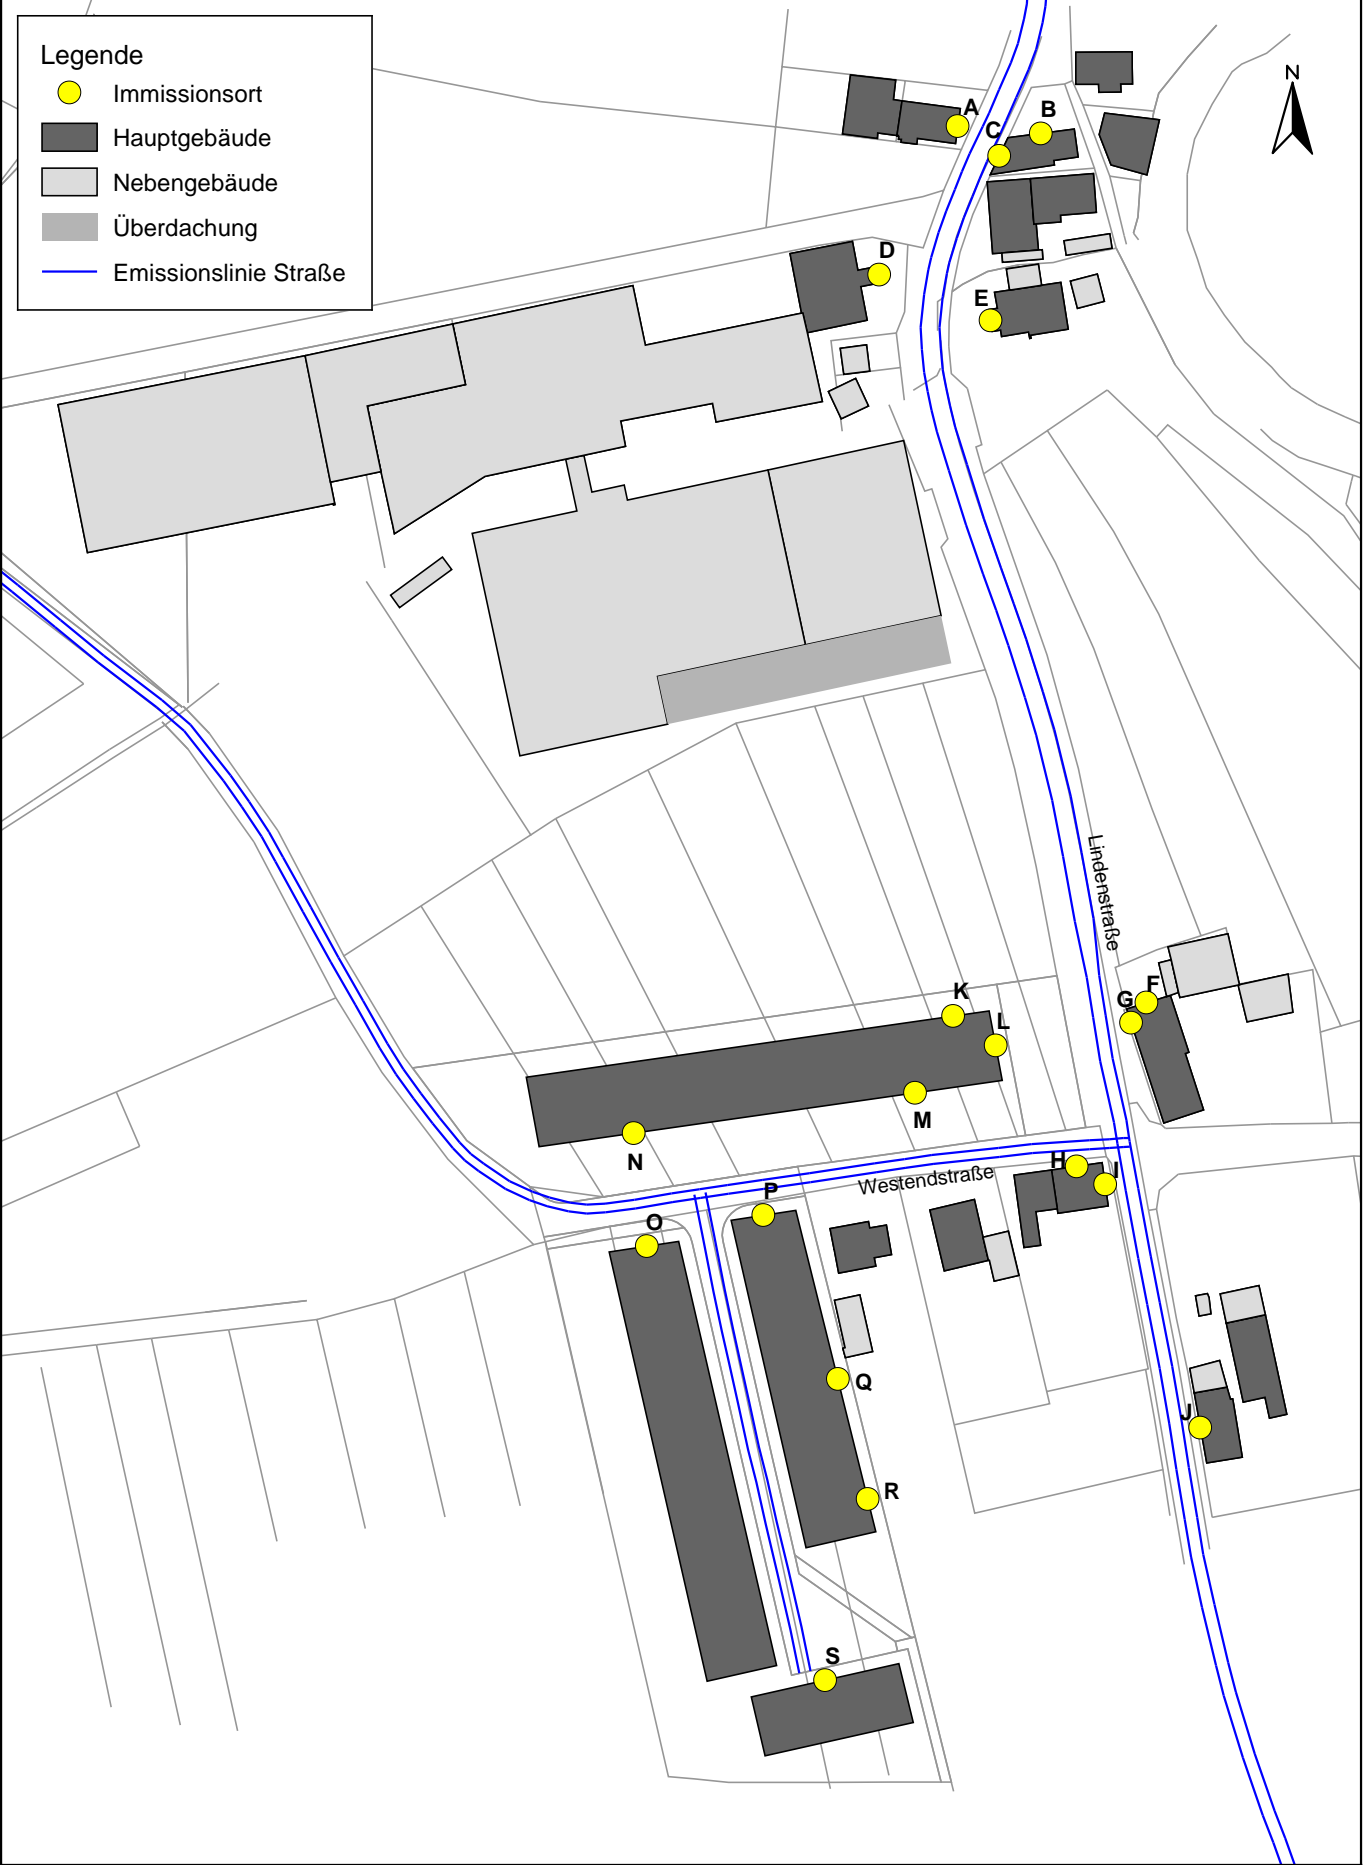 Legende
Immissionsort
Hauptgebäude
Nebengebäude
Überdachung
Emissionslinie Straße
N
A
B
C
D
E
Lindenstraße
F
G
K
L
M
N
H
I
Westendstraße
P
O
Q
J
R
S